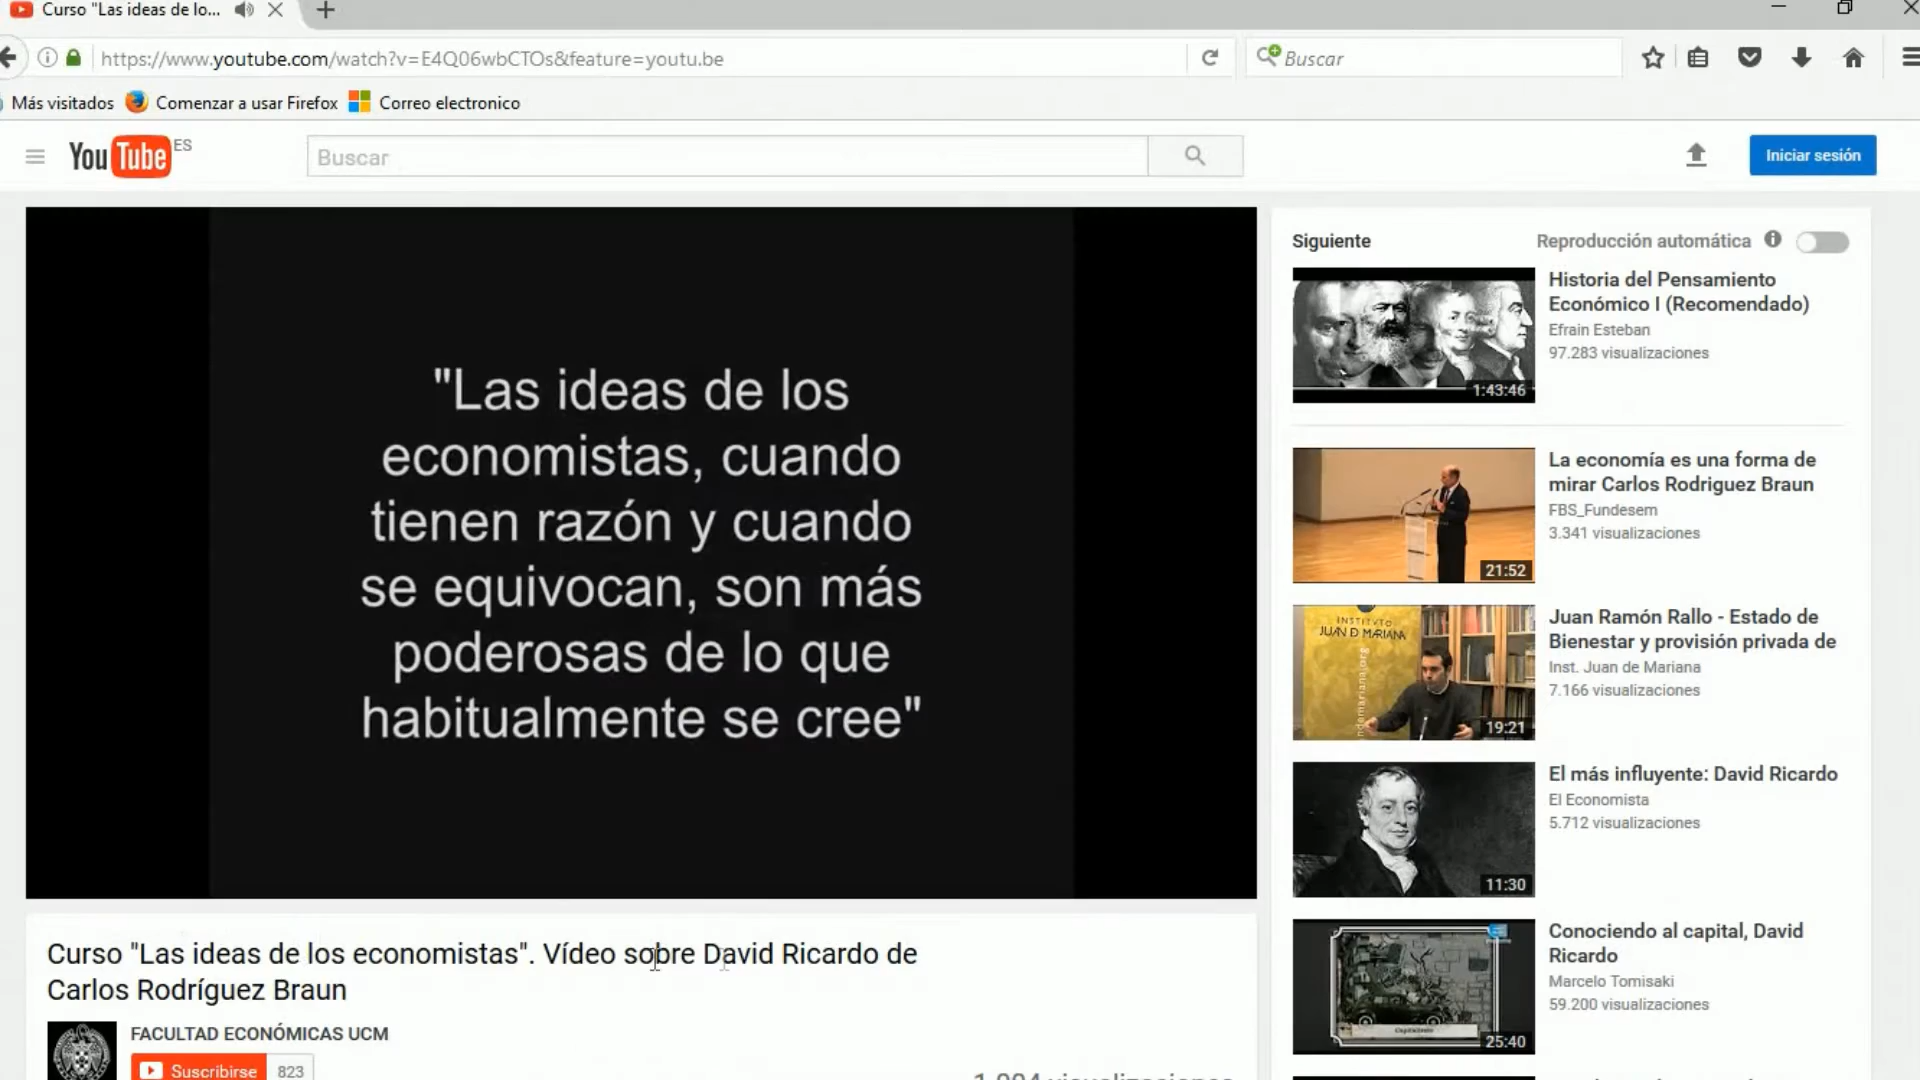 Curso "Las ideas de lo...
https://www.youtube.com/watch?v=E4Q06wbCTOs&feature=youtu.be
Buscar
Más visitados
Comenzar a usar Firefox
Correo electronico
YouTube ES
Buscar
Iniciar sesión
"Las ideas de los
economistas, cuando
tienen razón y cuando
se equivocan, son más
poderosas de lo que
habitualmente se cree"
Curso "Las ideas de los economistas". Vídeo sobre David Ricardo de
Carlos Rodríguez Braun
FACULTAD ECONÓMICAS UCM
Suscribirse 823
Siguiente
Reproducción automática
1:43:46
Historia del Pensamiento
Económico I (Recomendado)
Efrain Esteban
97.283 visualizaciones
21:52
La economía es una forma de
mirar Carlos Rodriguez Braun
FBS_Fundesem
3.341 visualizaciones
INSTITVTO
JUAN D MARIANA
19:21
Juan Ramón Rallo - Estado de
Bienestar y provisión privada de
Inst. Juan de Mariana
7.166 visualizaciones
11:30
El más influyente: David Ricardo
El Economista
5.712 visualizaciones
25:40
Conociendo al capital, David
Ricardo
Marcelo Tomisaki
59.200 visualizaciones